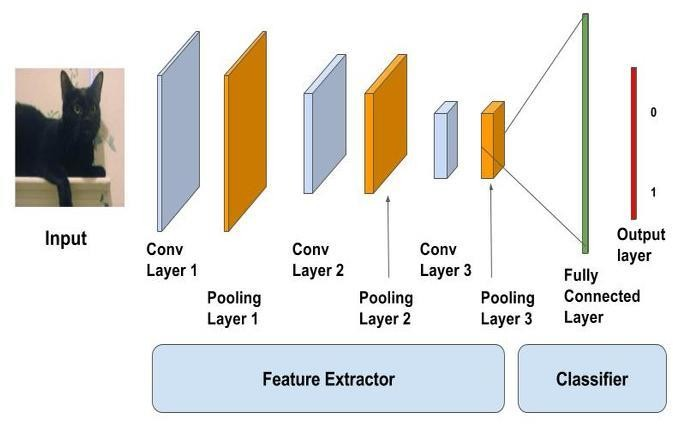 Input
Conv
Layer 1
Pooling
Layer 1
Conv
Layer 2
Pooling
Layer 2
Conv
Layer 3
Pooling
Layer 3
Fully
Connected
Layer
0
1
Output
layer
Feature Extractor
Classifier